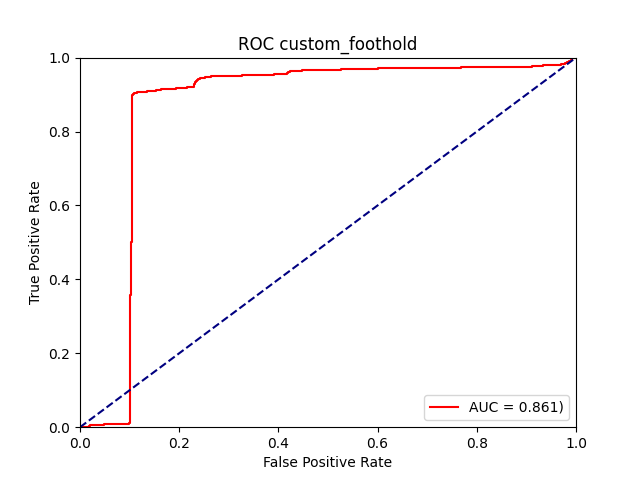 ROC custom_foothold
1.0
0.8
0.6
0.4
0.2
0.0
True Positive Rate
AUC = 0.861)
0.0 0.2 0.4 0.6 0.8 1.0
False Positive Rate